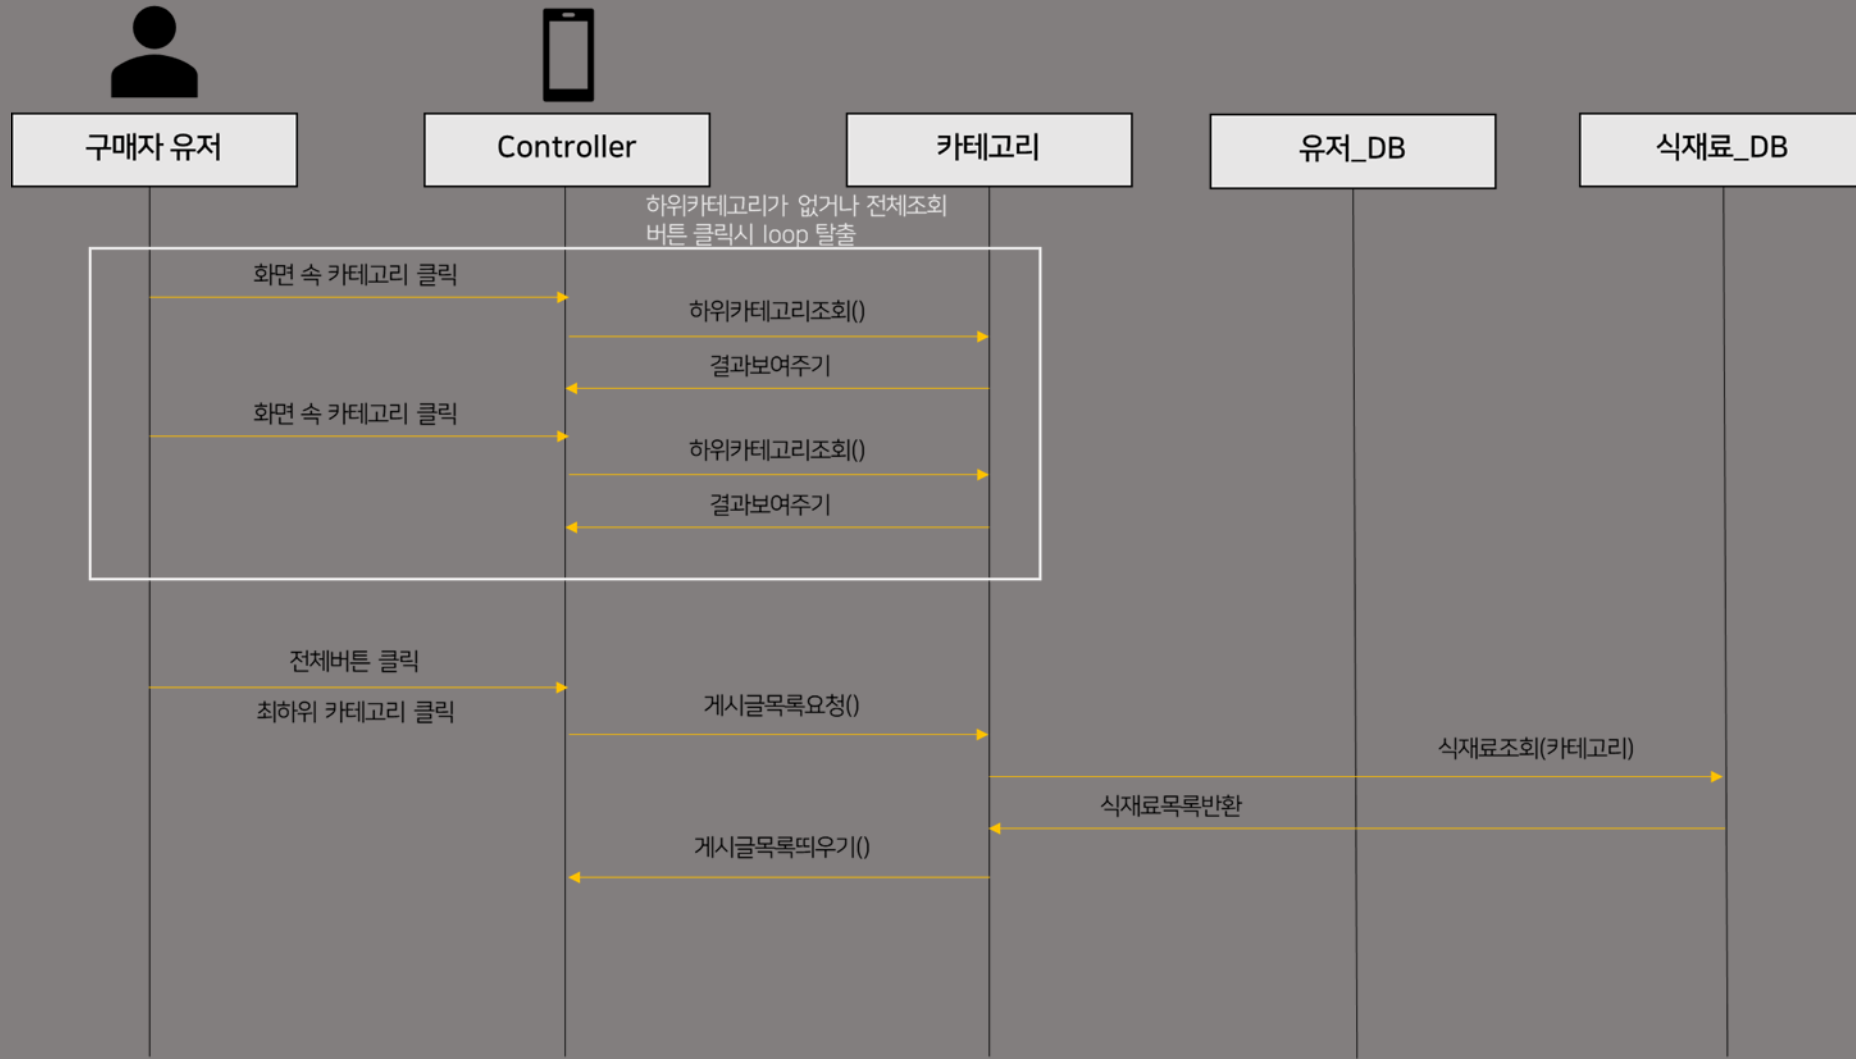 구매자 유저
Controller
카테고리
유저_DB
식재료_DB
하위카테고리가 없거나 전체조회
버튼 클릭시 loop 탈출
화면 속 카테고리 클릭
하위카테고리조회()
결과보여주기
화면 속 카테고리 클릭
하위카테고리조회()
결과보여주기
전체버튼 클릭
최하위 카테고리 클릭
게시글목록요청()
식재료조회(카테고리)
식재료목록반환
게시글목록띄우기()